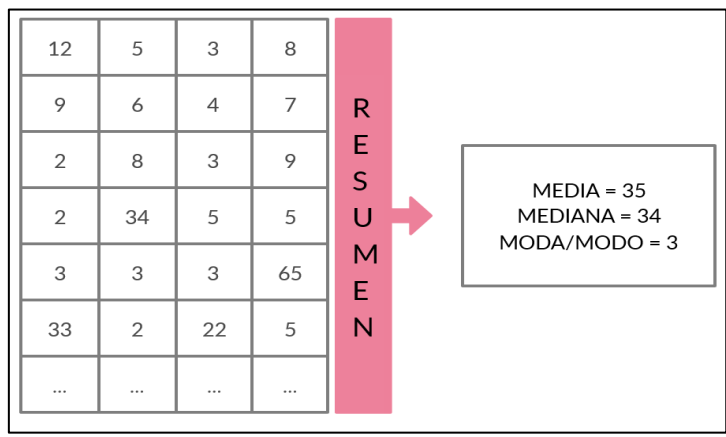 12 5 3 8
9 6 4 7
2 8 3 9
2 34 5 5
3 3 3 65
33 2 22 5
... ... ... ...
RESUMEN
MEDIA = 35
MEDIANA = 34
MODA/MODO = 3